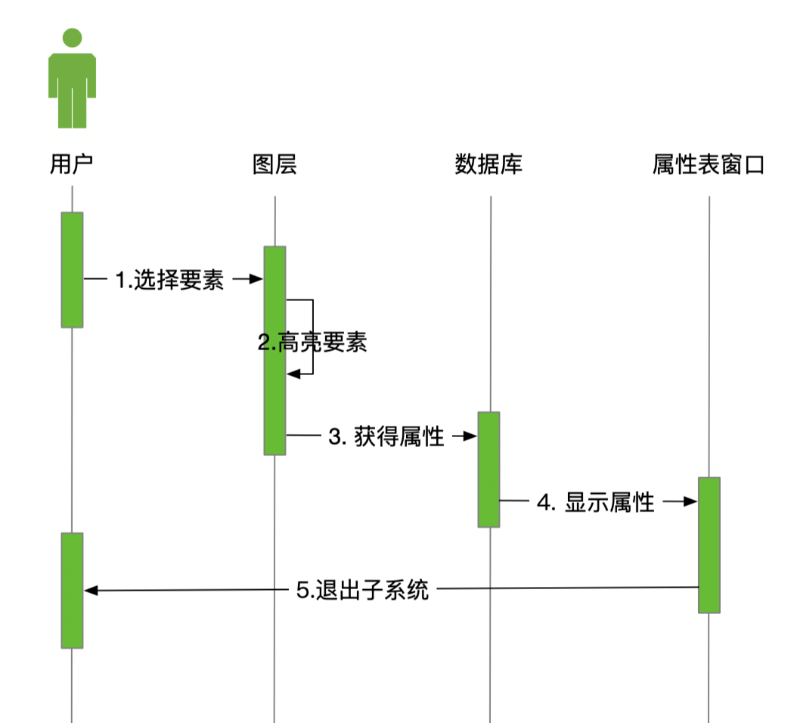 用户
图层
数据库
属性表窗口
1.选择要素
2.高亮要素
3. 获得属性
4. 显示属性
5.退出子系统